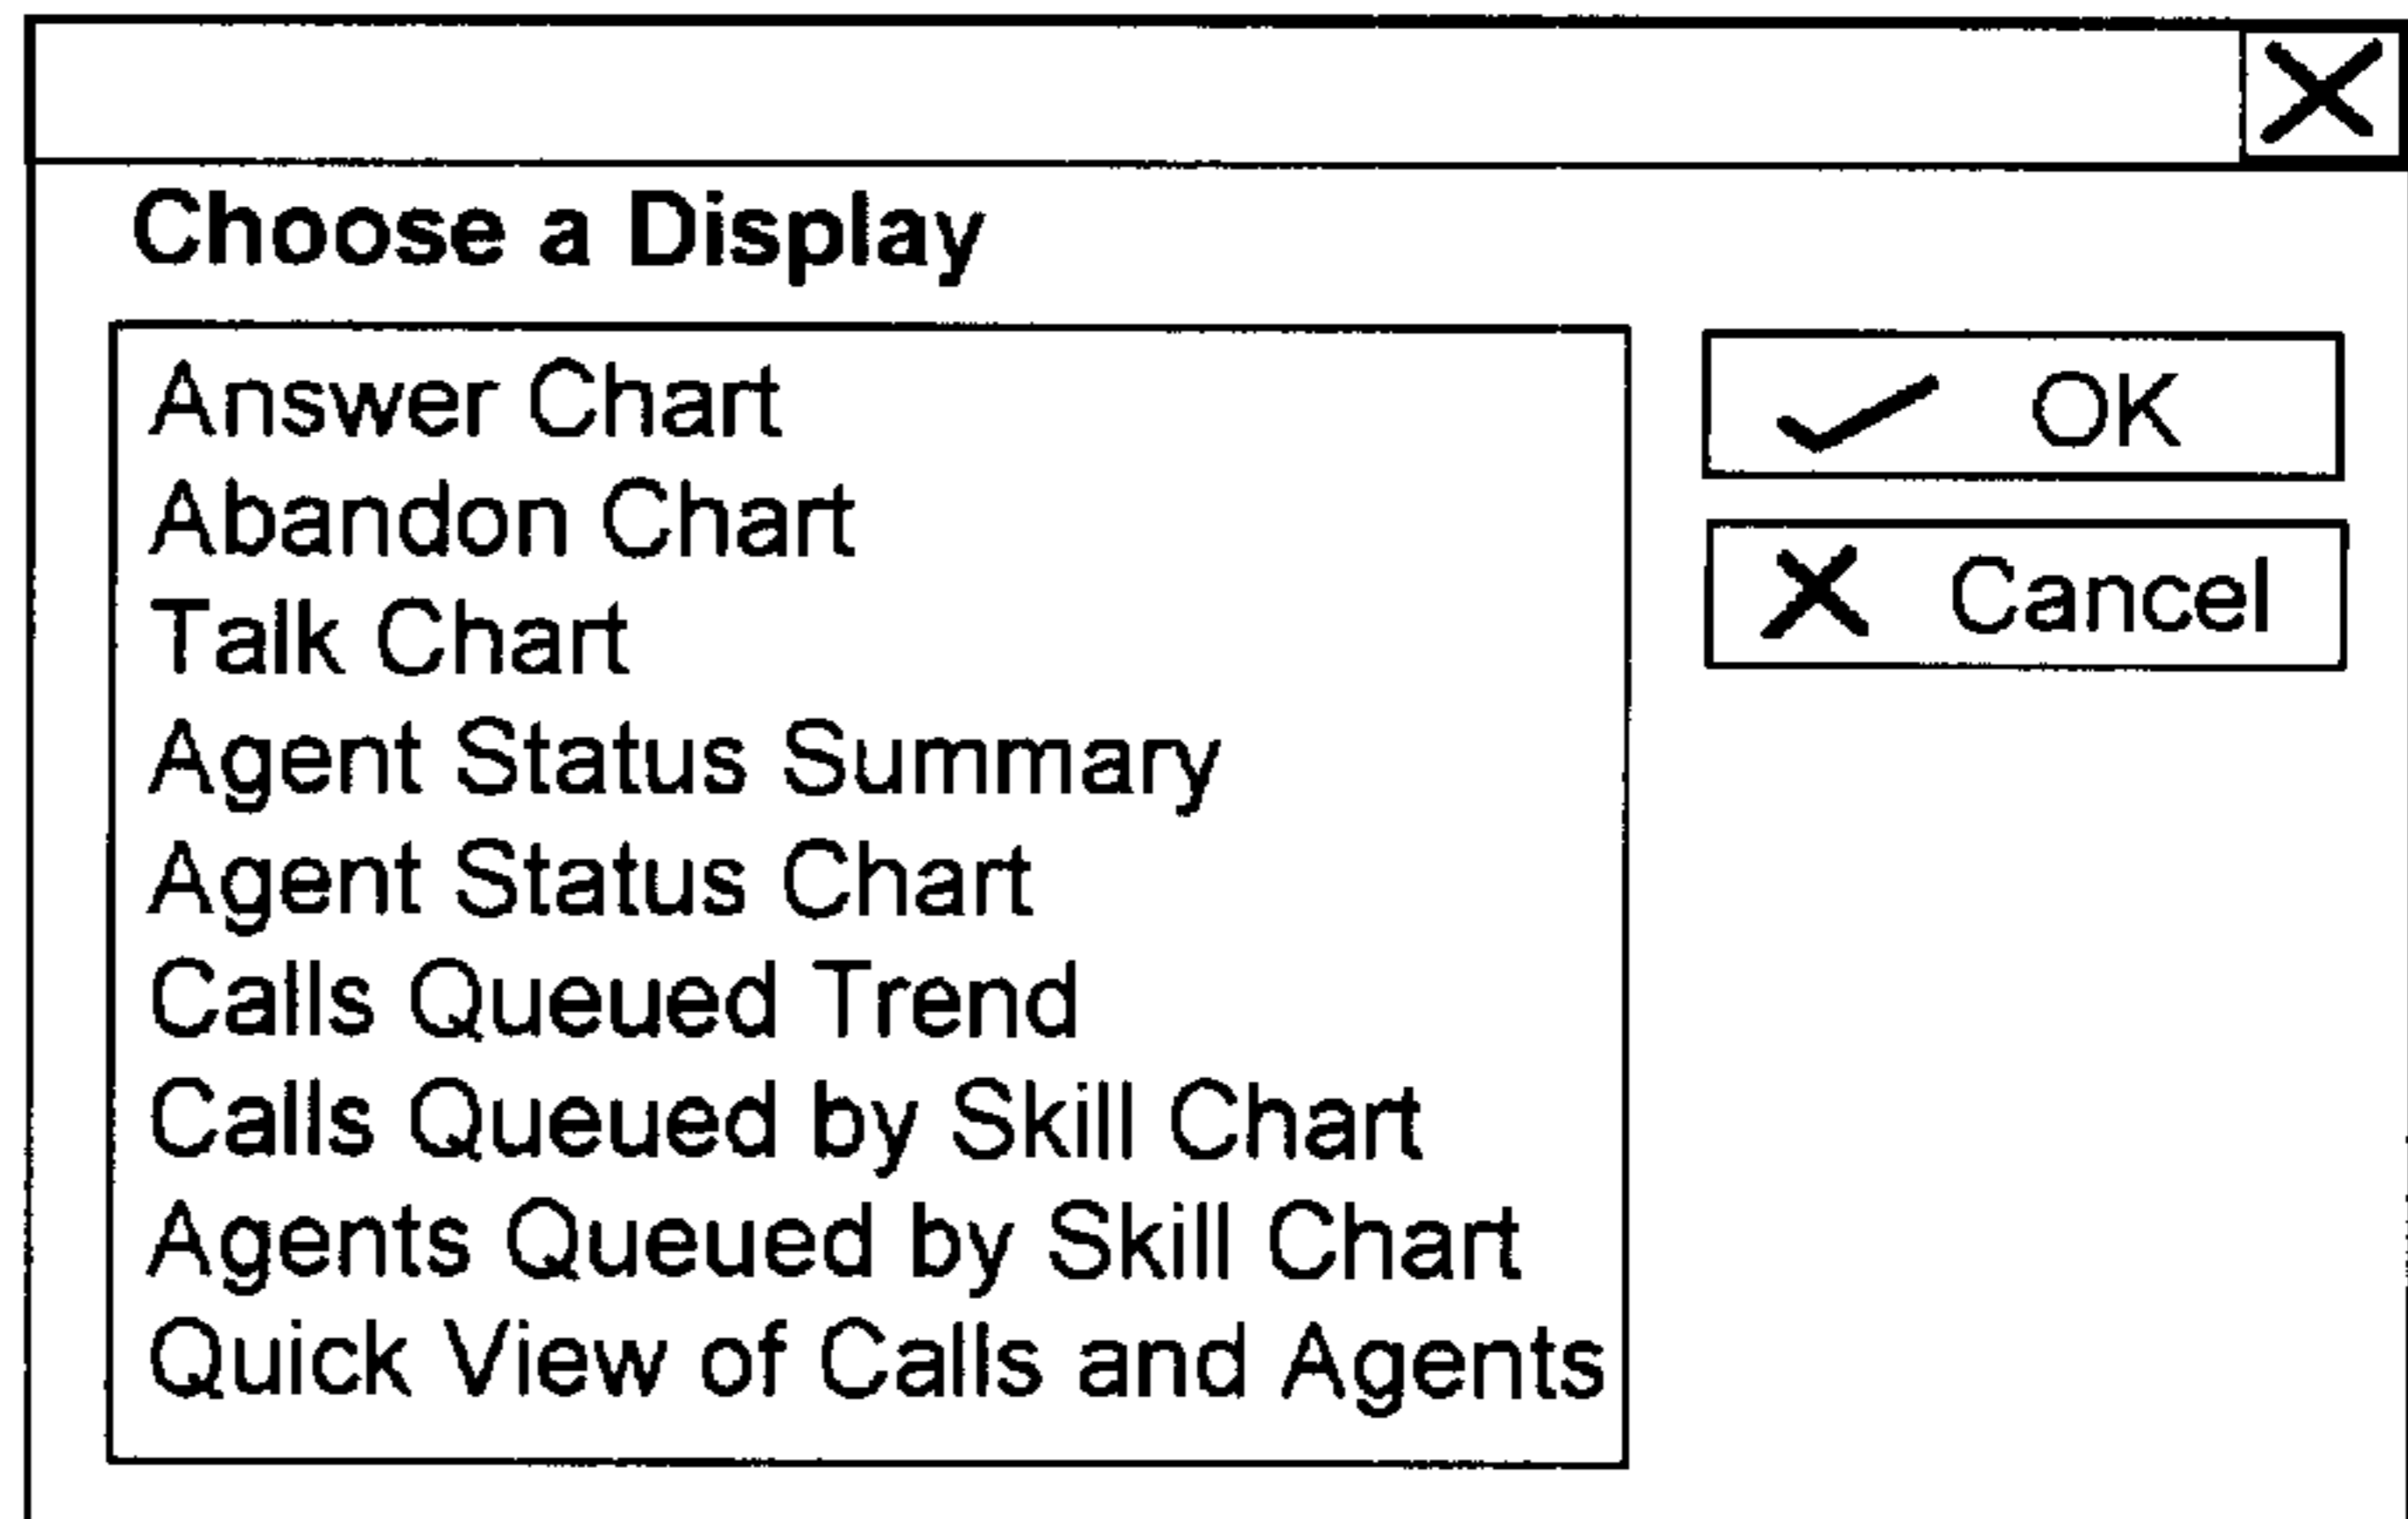 Choose a Display
Answer Chart
Abandon Chart
Talk Chart
Agent Status Summary
Agent Status Chart
Calls Queued Trend
Calls Queued by Skill Chart
Agents Queued by Skill Chart
Quick View of Calls and Agents
OK
Cancel